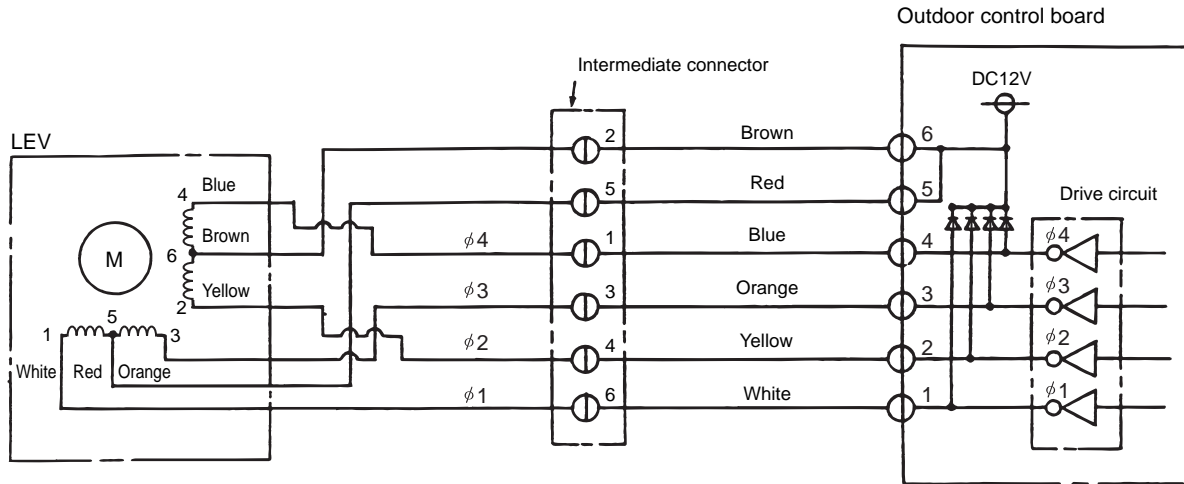 Outdoor control board
Intermediate connector
DC12V
LEV
2 Brown 6
4 Blue 5 Red 5 Drive circuit
Brown ϕ4 1 Blue 4 ϕ4
M 6
Yellow ϕ3 3 Orange 3 ϕ3
2
1 5 3 ϕ2 4 Yellow 2 ϕ2
White Red Orange
ϕ1 6 White 1 ϕ1